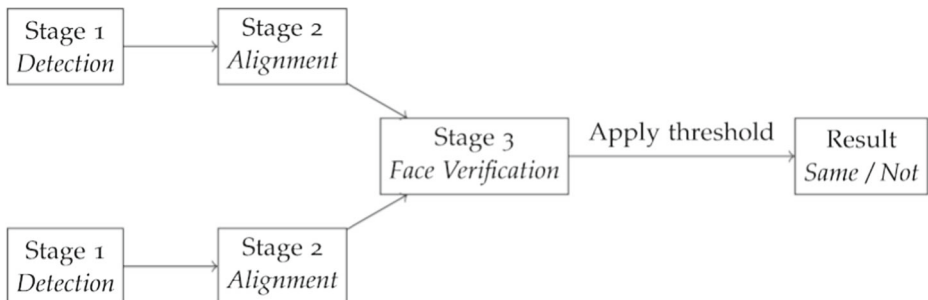 Stage 1
Detection
Stage 2
Alignment
Stage 3
Face Verification
Apply threshold
Result
Same / Not
Stage 1
Detection
Stage 2
Alignment